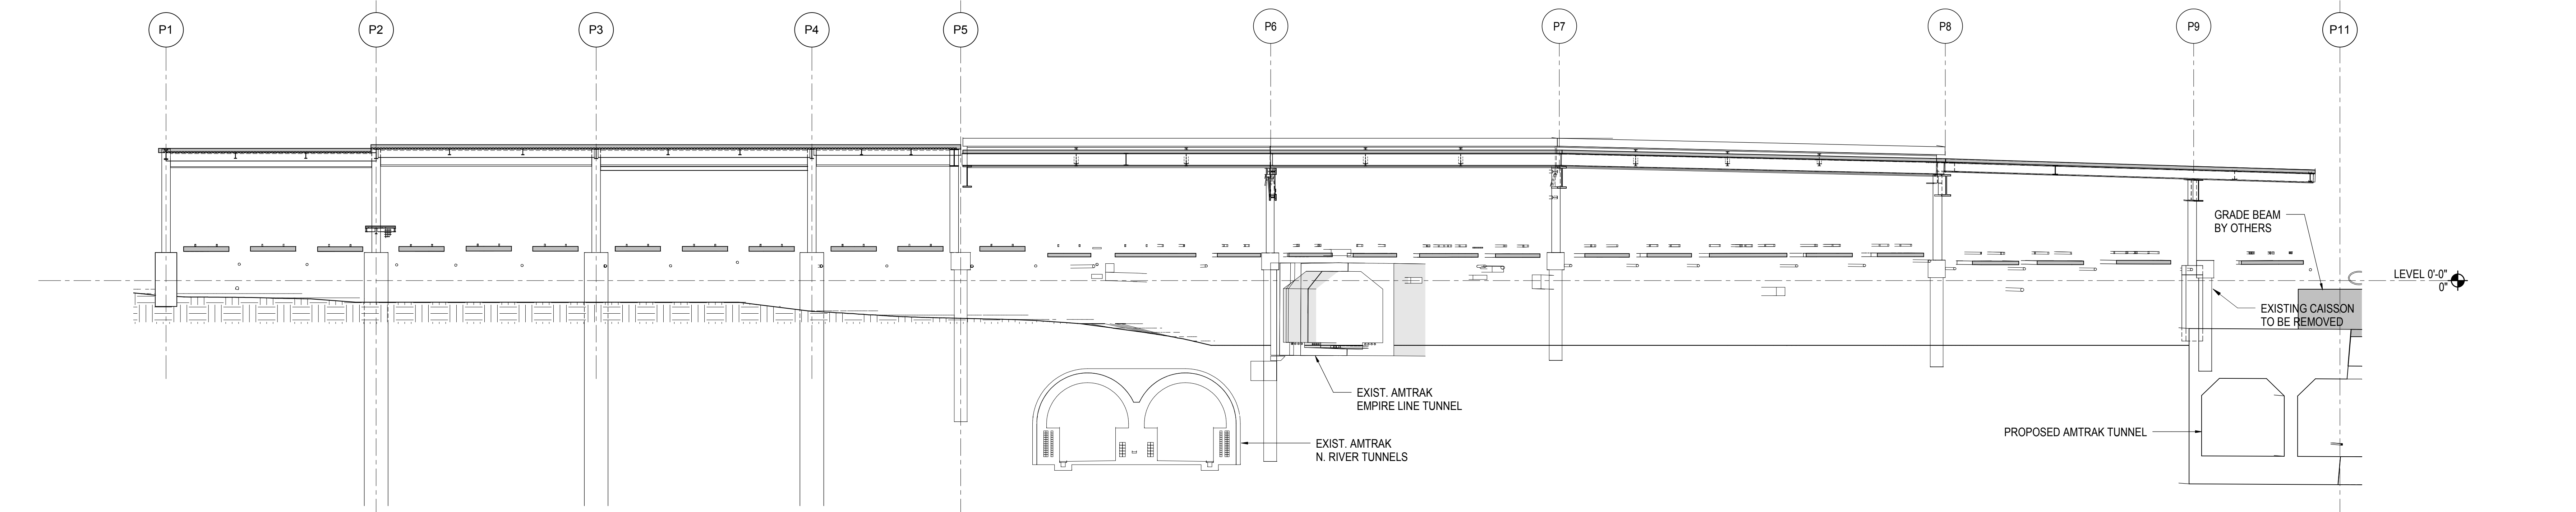 P1
P2
P3
P4
P5
P6
P7
P8
P9
P11
GRADE BEAM
BY OTHERS
LEVEL 0'-0"
0"
EXISTING CAISSON
TO BE REMOVED
EXIST. AMTRAK
EMPIRE LINE TUNNEL
EXIST. AMTRAK
N. RIVER TUNNELS
PROPOSED AMTRAK TUNNEL